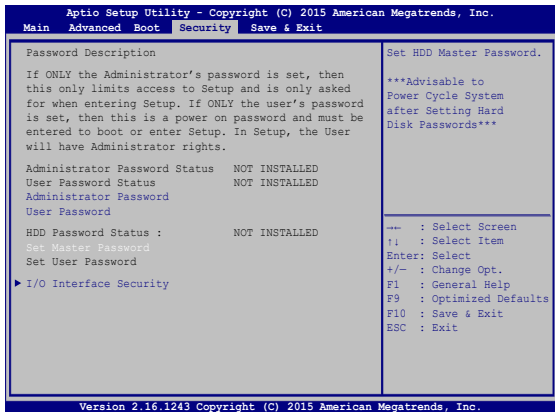 Aptio Setup Utility - Copyright (C) 2015 American Megatrends, Inc.
Main Advanced Boot Security Save & Exit
Password Description
If ONLY the Administrator's password is set, then
this only limits access to Setup and is only asked
for when entering Setup. If ONLY the user's password
is set, then this is a power on password and must be
entered to boot or enter Setup. In Setup, the User
will have Administrator rights.
Administrator Password Status NOT INSTALLED
User Password Status NOT INSTALLED
Administrator Password
User Password
HDD Password Status : NOT INSTALLED
Set Master Password
Set User Password
I/O Interface Security
Set HDD Master Password.
***Advisable to
Power Cycle System
after Setting Hard
Disk Passwords***
→← : Select Screen
↑↓ : Select Item
Enter: Select
+/— : Change Opt.
F1 : General Help
F9 : Optimized Defaults
F10 : Save & Exit
ESC : Exit
Version 2.16.1243 Copyright (C) 2015 American Megatrends, Inc.